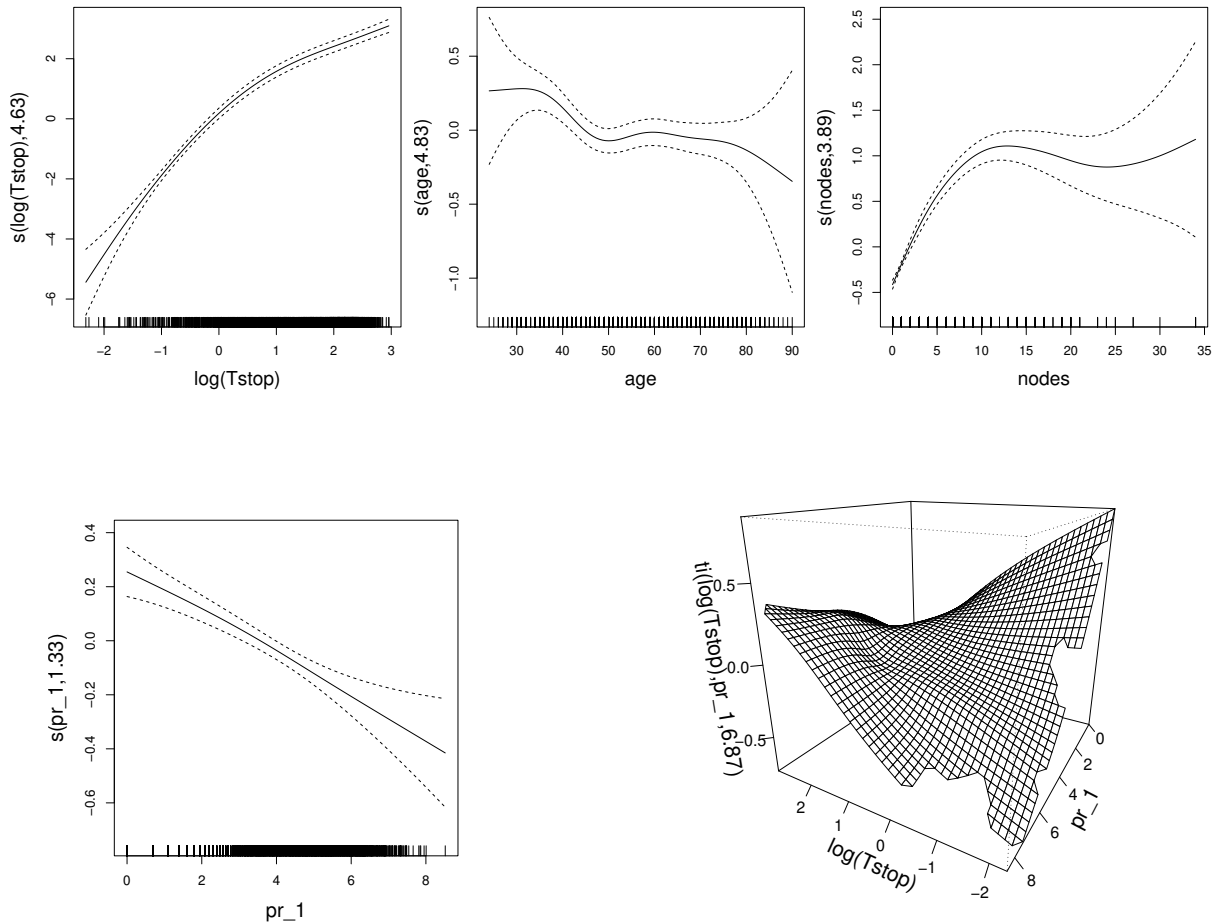 s(log(Tstop),4.63)
2
0
−2
−4
−6
−2 −1 0 1 2 3
log(Tstop)
s(age,4.83)
0.5
0.0
−0.5
−1.0
30 40 50 60 70 80 90
age
s(nodes,3.89)
2.5
2.0
1.5
1.0
0.5
0.0
−0.5
0 5 10 15 20 25 30 35
nodes
s(pr_1,1.33)
0.4
0.2
0.0
−0.2
−0.4
−0.6
0 2 4 6 8
pr_1
ti(log(Tstop),pr_1,6.87)
0.5
0.0
−0.5
2 1 0 −1 −2
log(Tstop)
0 2 4 6 8
pr_1